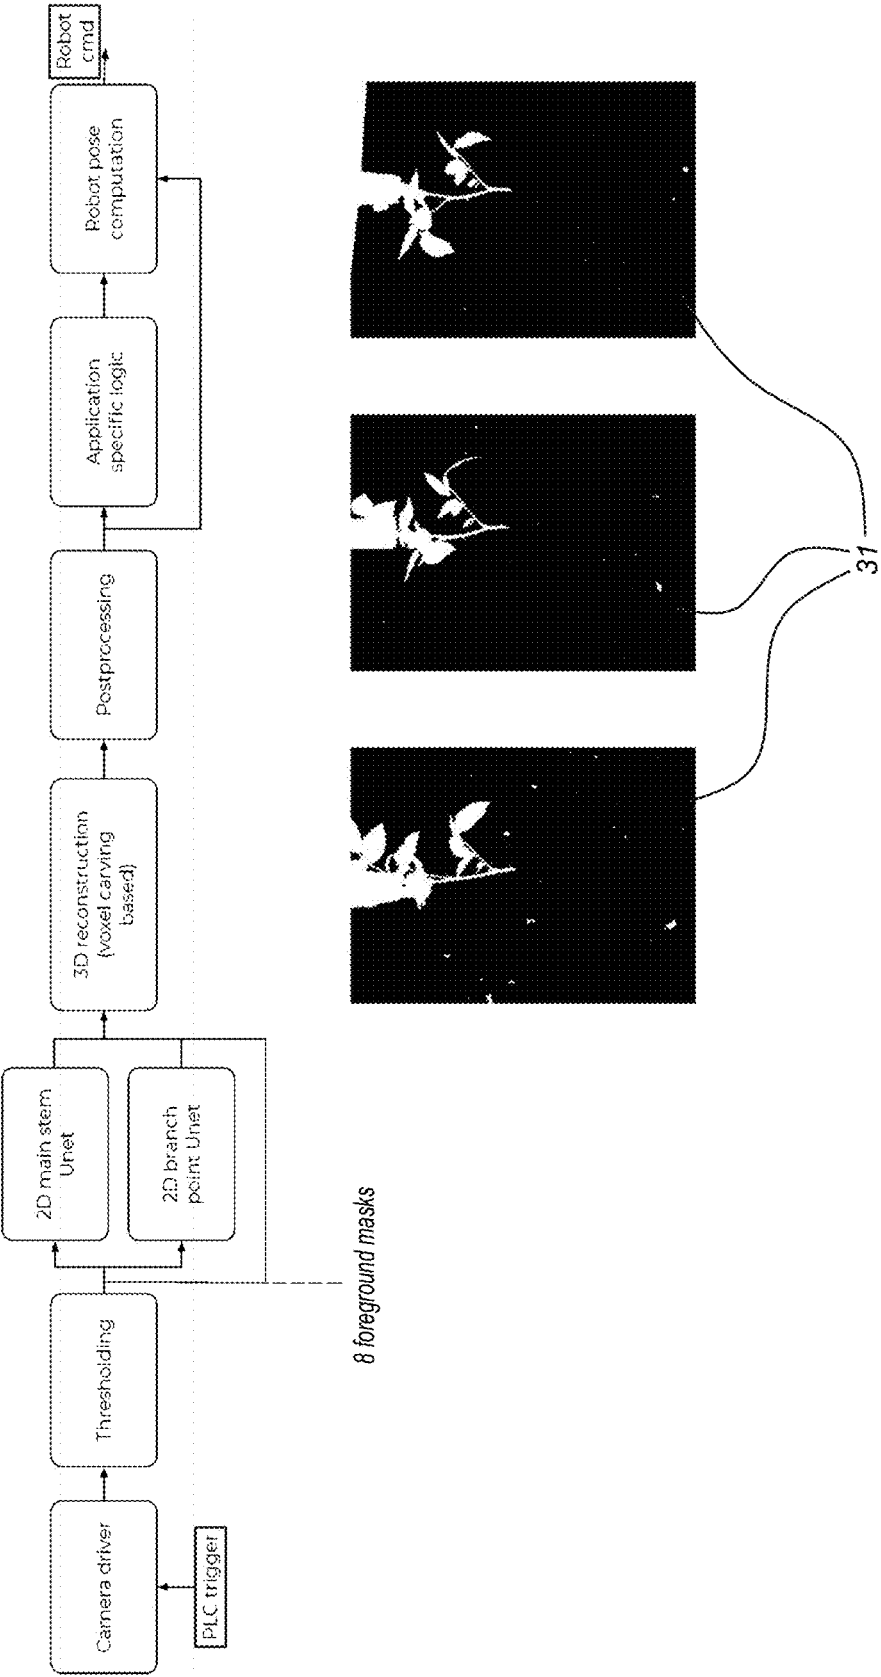 Camera driver
PLC trigger
Thresholding
2D main stem
Unet
2D branch
point Unet
3D reconstruction
(voxel carving
based)
Postprocessing
Application
specific logic
Robot pose
computation
Robot
cmd
8 foreground masks
31